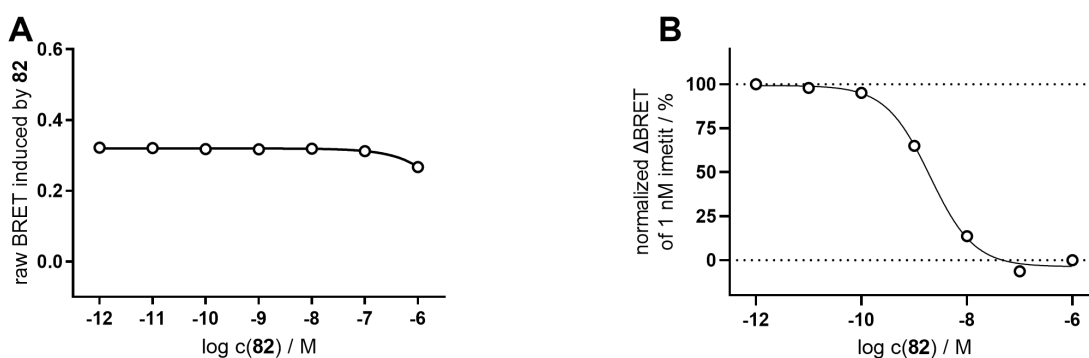 A
raw BRET induced by 82
0.6
0.4
0.2
0.0
-12 -11 -10 -9 -8 -7 -6
log c(82) / M
B
normalized ΔBRET
of 1 nM imetit / %
100
75
50
25
0
-12 -10 -8 -6
log c(82) / M